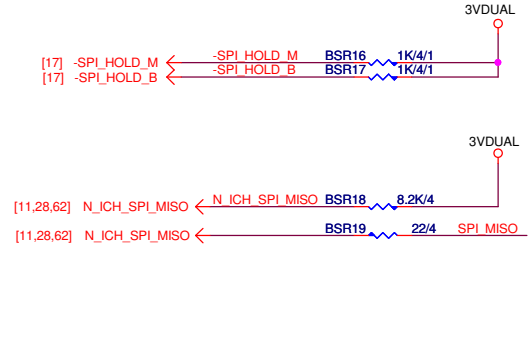 3VDUAL
[17] -SPI_HOLD_M -SPI_HOLD_M BSR16 1K/4/1
[17] -SPI_HOLD_B -SPI_HOLD_B BSR17 1K/4/1
3VDUAL
[11,28,62] N_ICH_SPI_MISO N_ICH_SPI_MISO BSR18 8.2K/4
[11,28,62] N_ICH_SPI_MISO BSR19 22/4 SPI_MISO